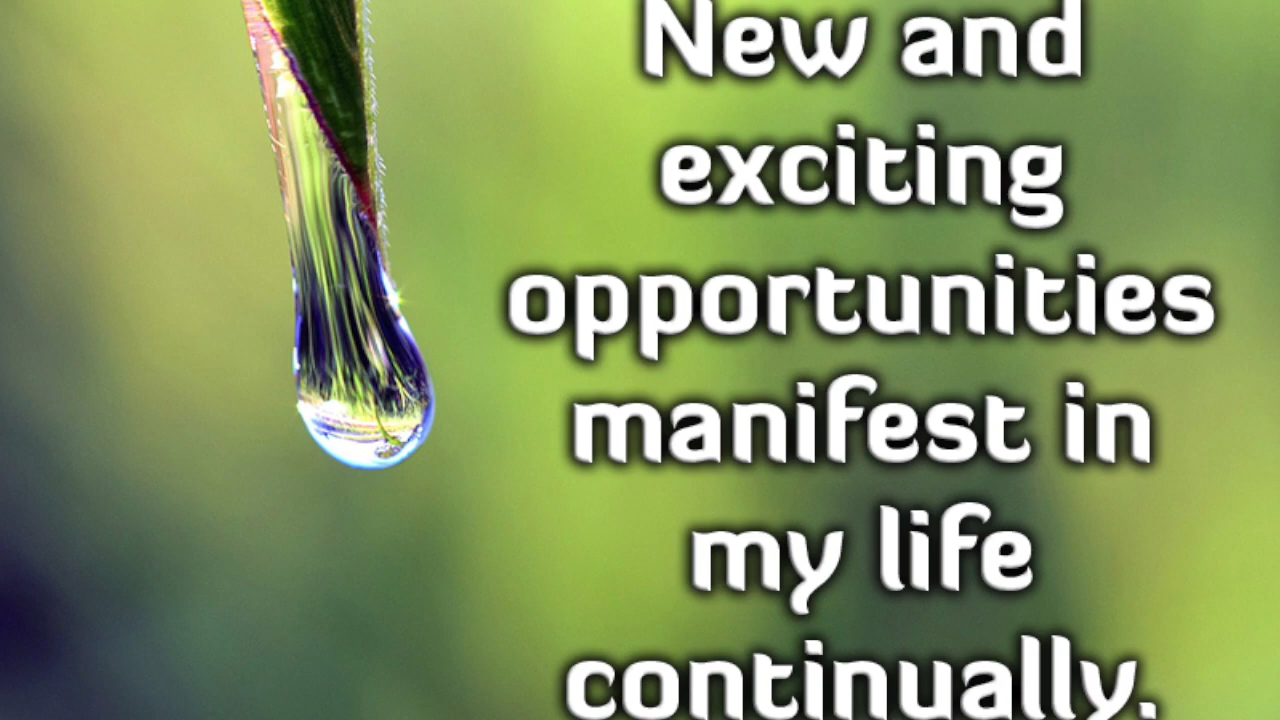 New and
exciting
opportunities
manifest in
my life
continually.